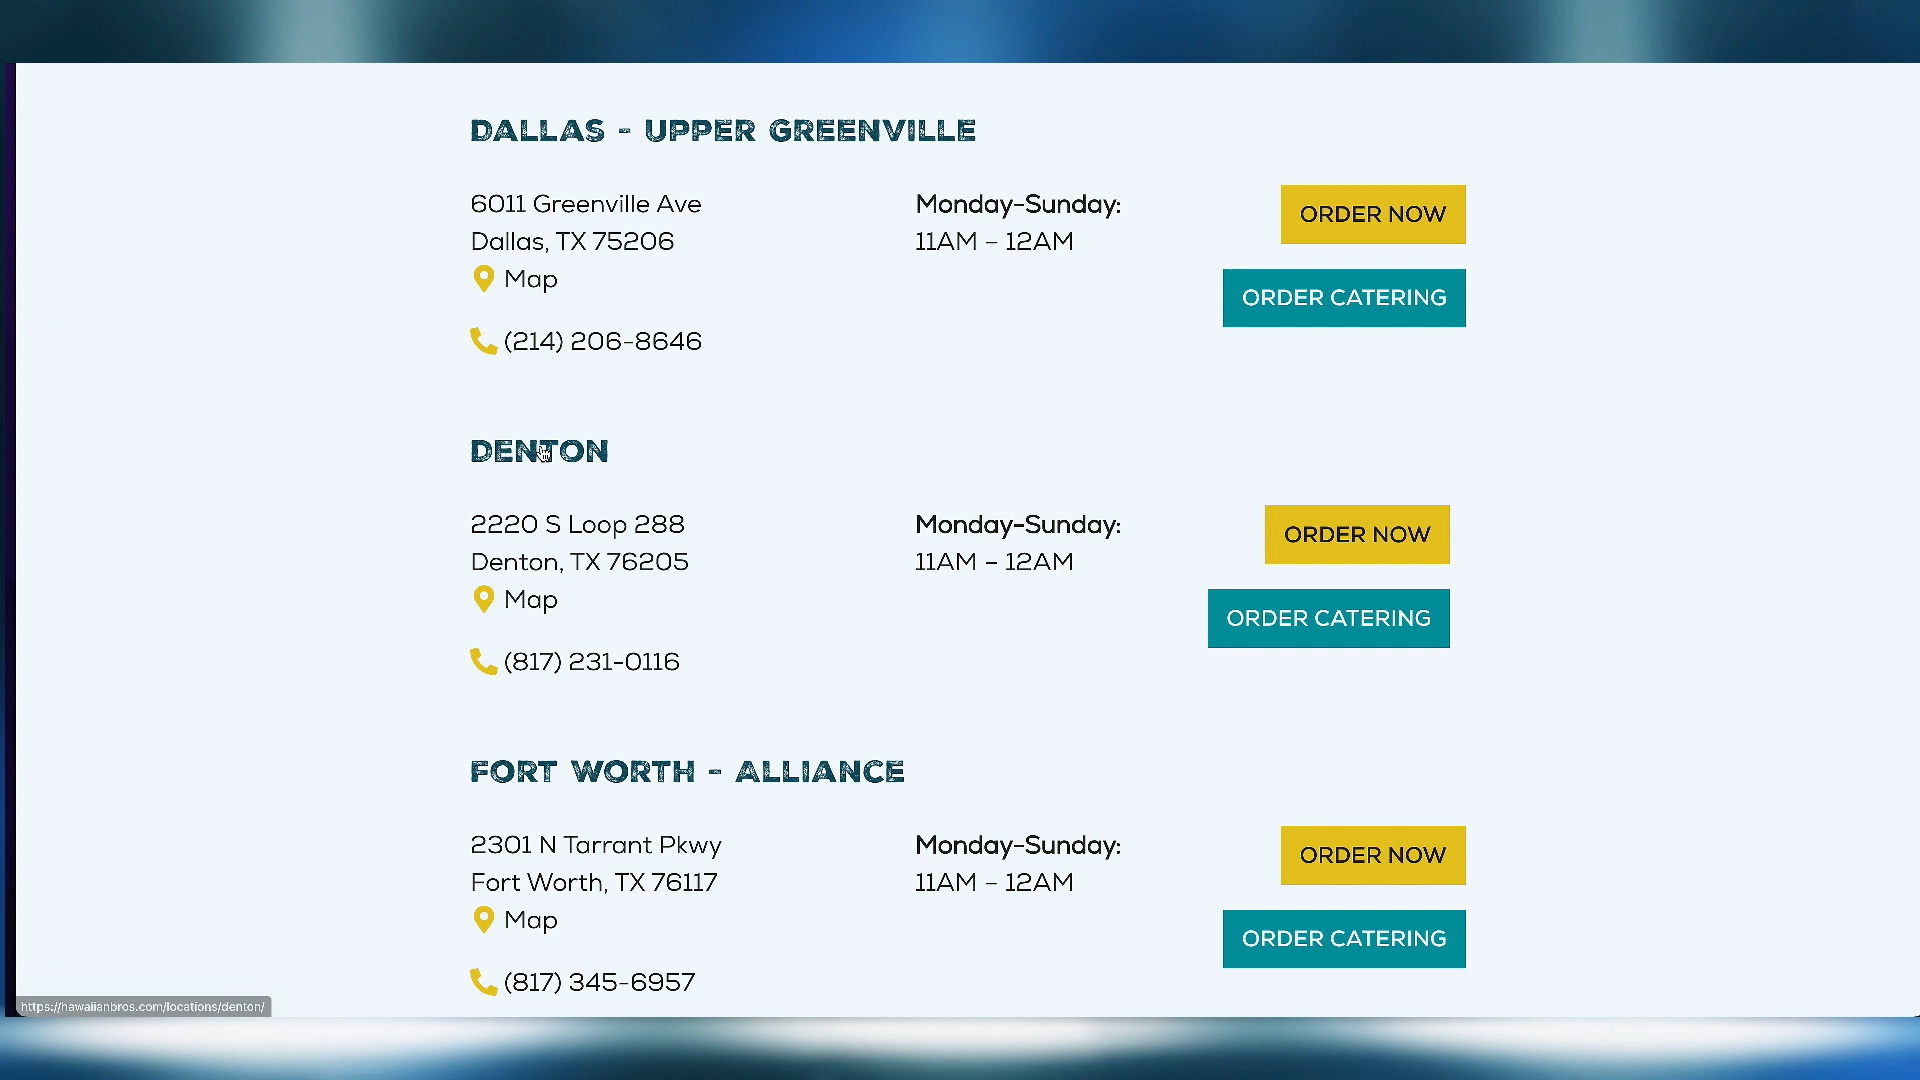 DALLAS - UPPER GREENVILLE
6011 Greenville Ave
Dallas, TX 75206
Map
(214) 206-8646
Monday-Sunday:
11AM – 12AM
ORDER NOW
ORDER CATERING
DENTON
2220 S Loop 288
Denton, TX 76205
Map
(817) 231-0116
Monday-Sunday:
11AM – 12AM
ORDER NOW
ORDER CATERING
FORT WORTH - ALLIANCE
2301 N Tarrant Pkwy
Fort Worth, TX 76117
Map
(817) 345-6957
Monday-Sunday:
11AM – 12AM
ORDER NOW
ORDER CATERING
https://hawaiianbros.com/locations/denton/